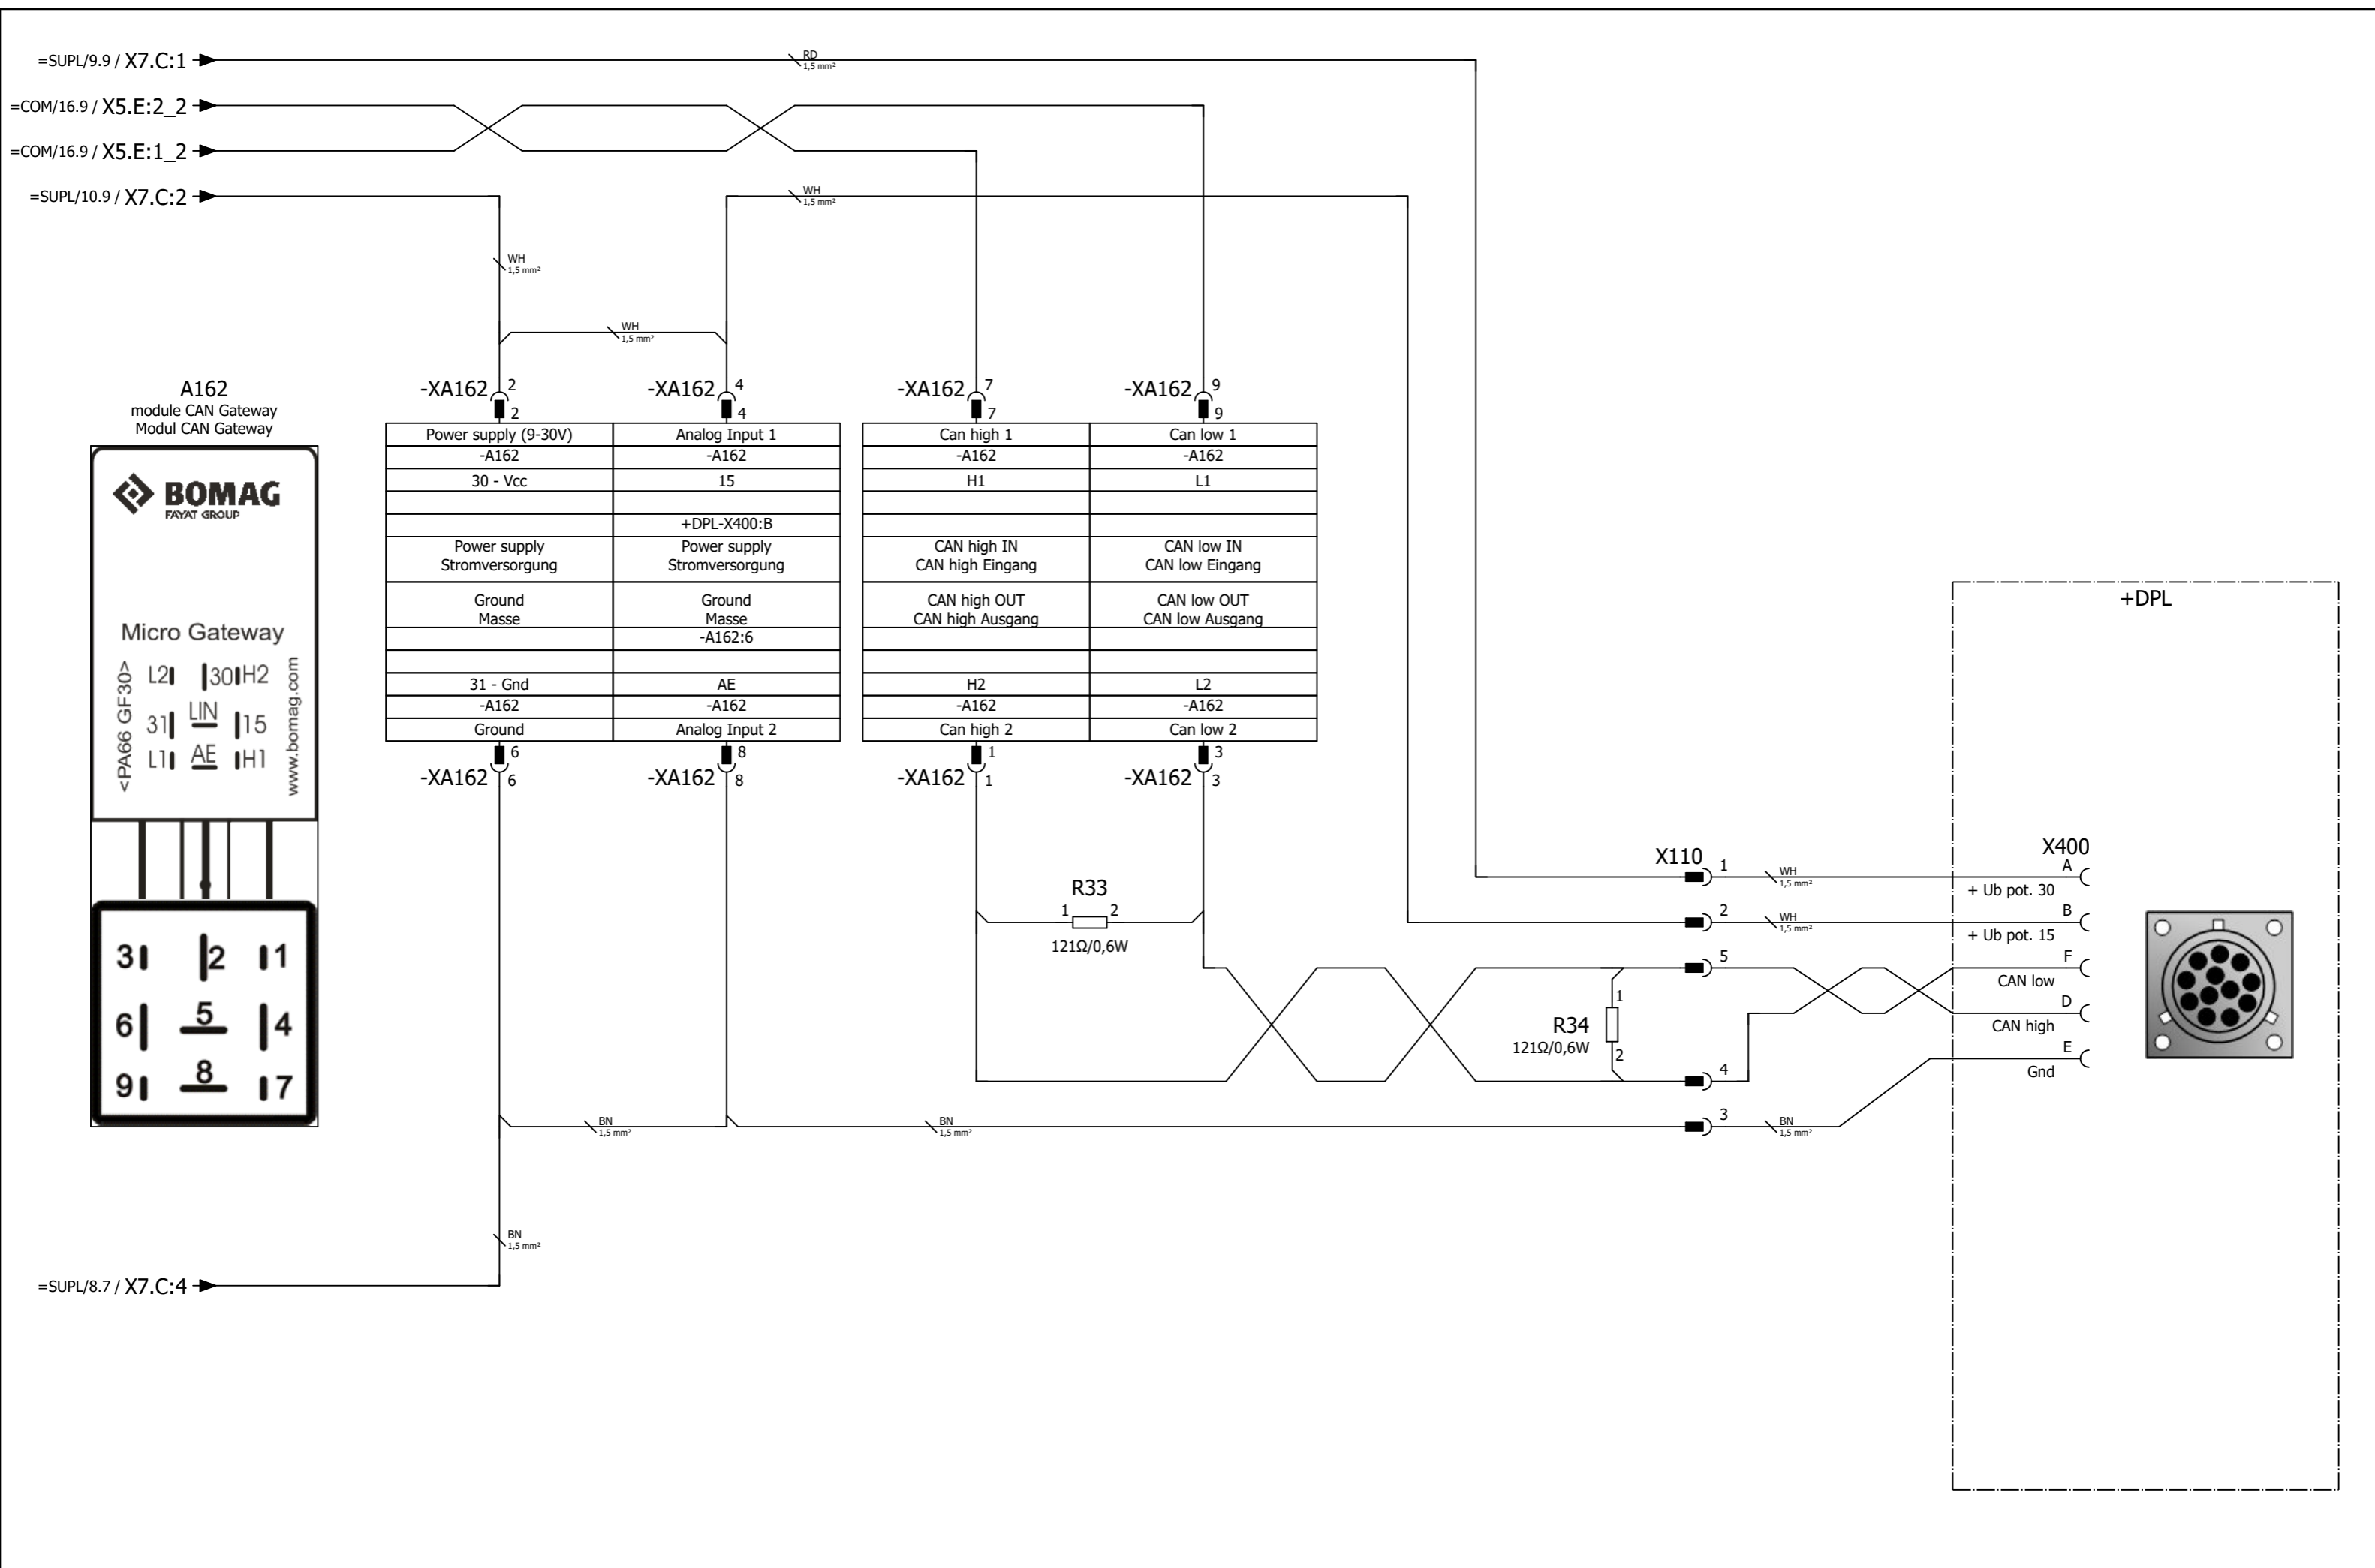 =SUPL/9.9 / X7.C:1
RD
1,5 mm²
=COM/16.9 / X5.E:2_2
=COM/16.9 / X5.E:1_2
=SUPL/10.9 / X7.C:2
WH
1,5 mm²
WH
1,5 mm²
WH
1,5 mm²
A162
module CAN Gateway
Modul CAN Gateway
BOMAG
FAYAT GROUP
Micro Gateway
<PA66 GF30>
L2 30 H2
31 LIN 15
L1 AE H1
www.bomag.com
3 2 1
6 5 4
9 8 7
-XA162 2
2
-XA162 4
4
-XA162 7
7
-XA162 9
9
Power supply (9-30V)
-A162
30 - Vcc
Power supply
Stromversorgung
Ground
Masse
31 - Gnd
-A162
Ground
Analog Input 1
-A162
15
+DPL-X400:B
Power supply
Stromversorgung
Ground
Masse
-A162:6
AE
-A162
Analog Input 2
Can high 1
-A162
H1
CAN high IN
CAN high Eingang
CAN high OUT
CAN high Ausgang
H2
-A162
Can high 2
Can low 1
-A162
L1
CAN low IN
CAN low Eingang
CAN low OUT
CAN low Ausgang
L2
-A162
Can low 2
6
-XA162 6
8
-XA162 8
1
-XA162 1
3
-XA162 3
R33
1 2
121Ω/0,6W
R34
121Ω/0,6W
1
2
X110 1
2
5
4
3
WH
1,5 mm²
WH
1,5 mm²
BN
1,5 mm²
+DPL
X400
A
+ Ub pot. 30
B
+ Ub pot. 15
F
CAN low
D
CAN high
E
Gnd
BN
1,5 mm²
BN
1,5 mm²
BN
1,5 mm²
=SUPL/8.7 / X7.C:4